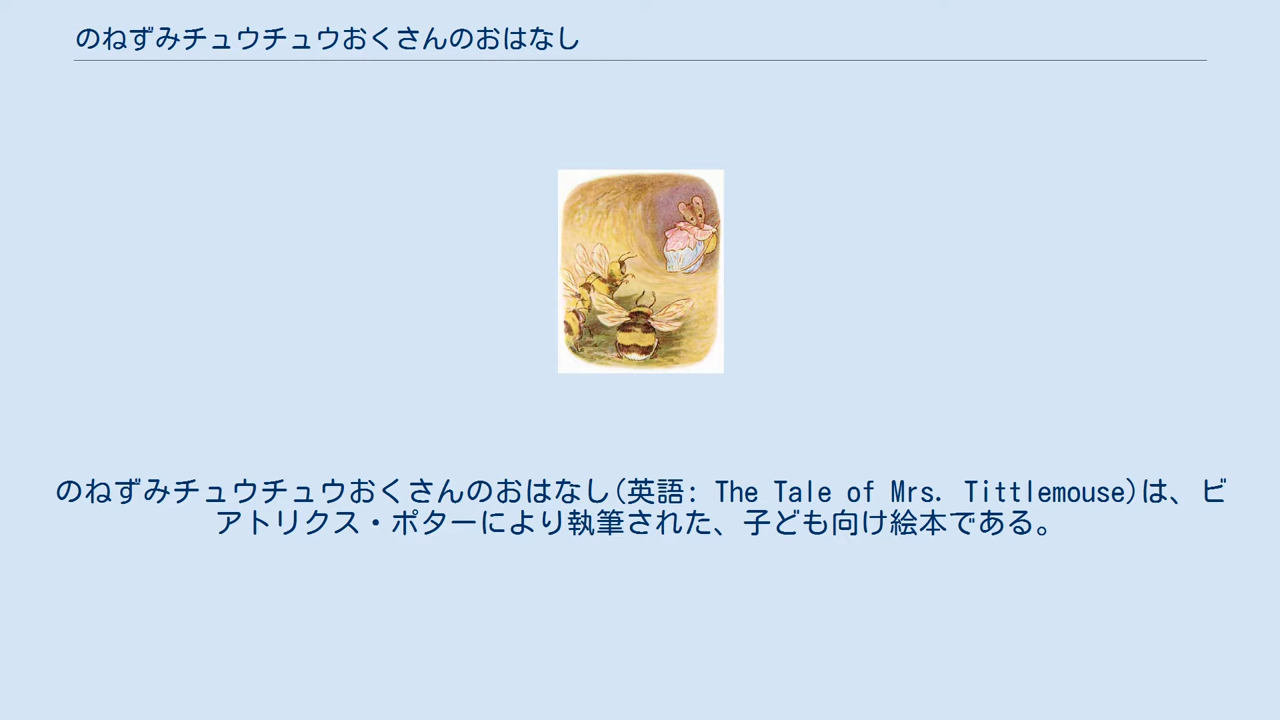 のねずみチュウチュウおくさんのおはなし
のねずみチュウチュウおくさんのおはなし(英語: The Tale of Mrs. Tittlemouse)は、ビ
アトリクス・ポターにより執筆された、子ども向け絵本である。